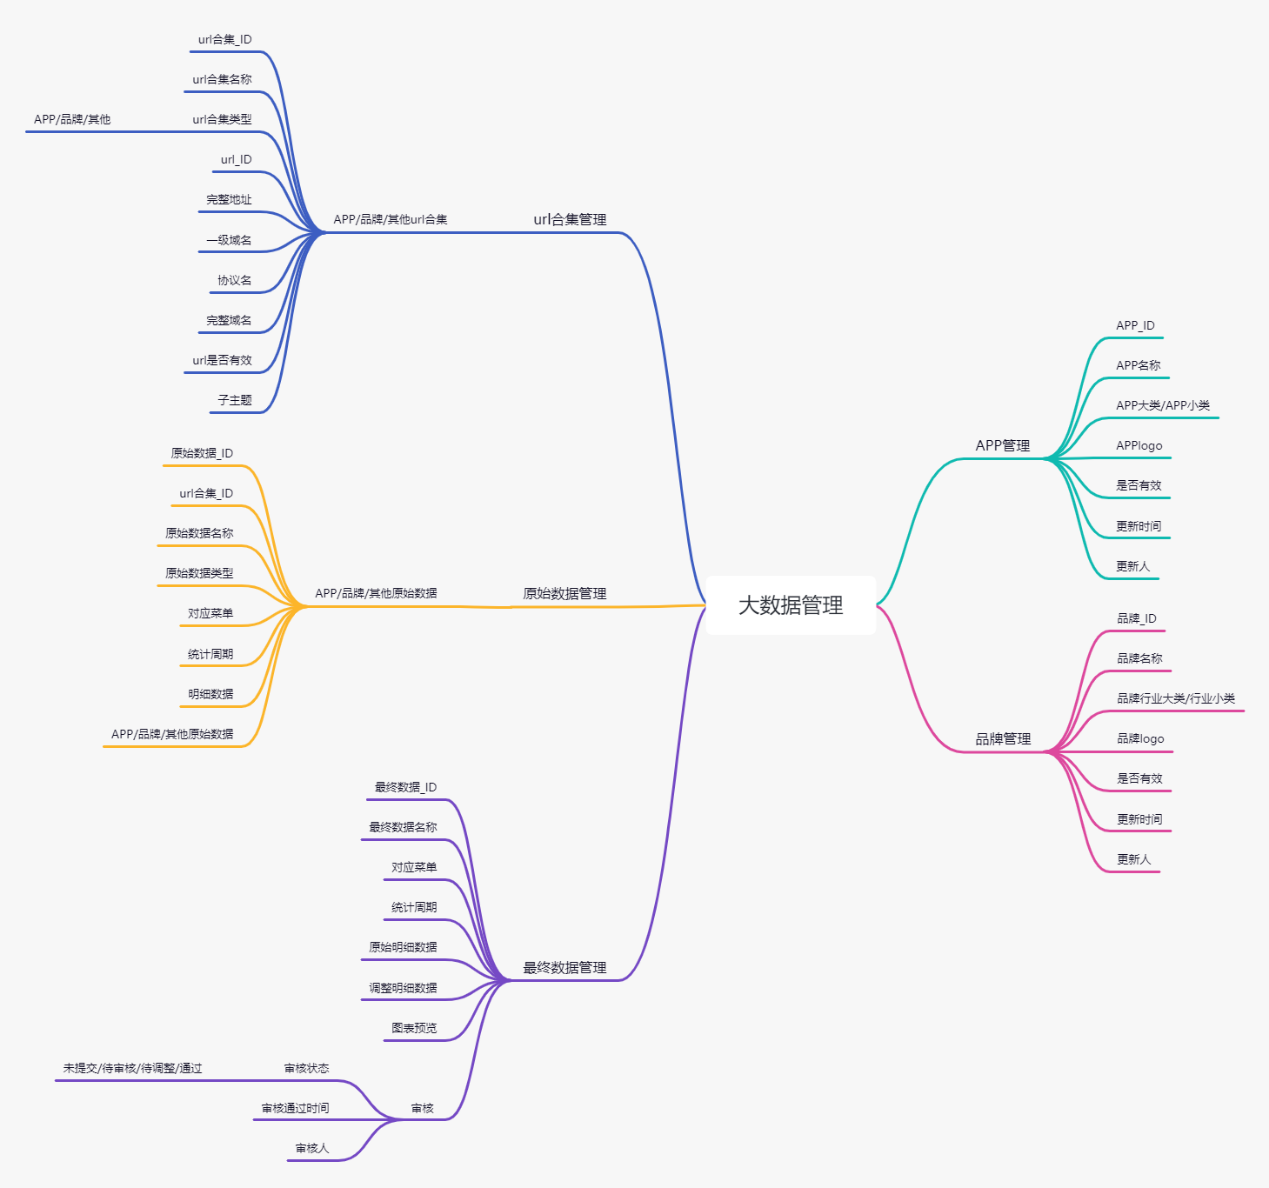 大数据管理
url合集管理
APP/品牌/其他url合集
url合集_ID
url合集名称
url合集类型
APP/品牌/其他
url_ID
完整地址
一级域名
协议名
完整域名
url是否有效
子主题
原始数据管理
APP/品牌/其他原始数据
原始数据_ID
url合集_ID
原始数据名称
原始数据类型
对应菜单
统计周期
明细数据
APP/品牌/其他原始数据
最终数据管理
最终数据_ID
最终数据名称
对应菜单
统计周期
原始明细数据
调整明细数据
图表预览
审核
审核状态
未提交/待审核/待调整/通过
审核通过时间
审核人
APP管理
APP_ID
APP名称
APP大类/APP小类
APPlogo
是否有效
更新时间
更新人
品牌管理
品牌_ID
品牌名称
品牌行业大类/行业小类
品牌logo
是否有效
更新时间
更新人